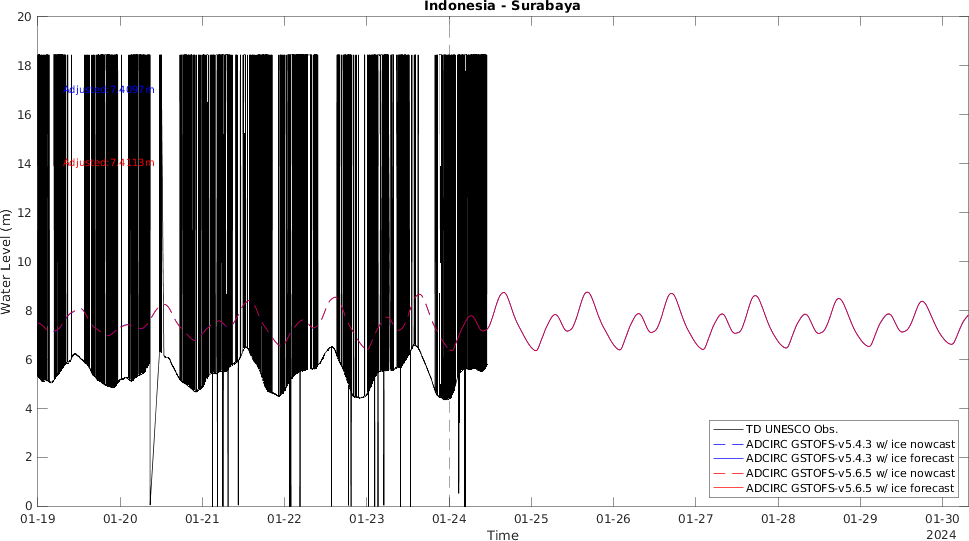 Indonesia - Surabaya
20
18
16
14
12
10
8
6
4
2
0
Water Level (m)
Adjusted:7.4113m
01-19
01-20
01-21
01-22
01-23
01-24
01-25
01-26
01-27
01-28
01-29
01-30
2024
Time
TD UNESCO Obs.
ADCIRC GSTOFS-v5.4.3 w/ ice nowcast
ADCIRC GSTOFS-v5.4.3 w/ ice forecast
ADCIRC GSTOFS-v5.6.5 w/ ice nowcast
ADCIRC GSTOFS-v5.6.5 w/ ice forecast